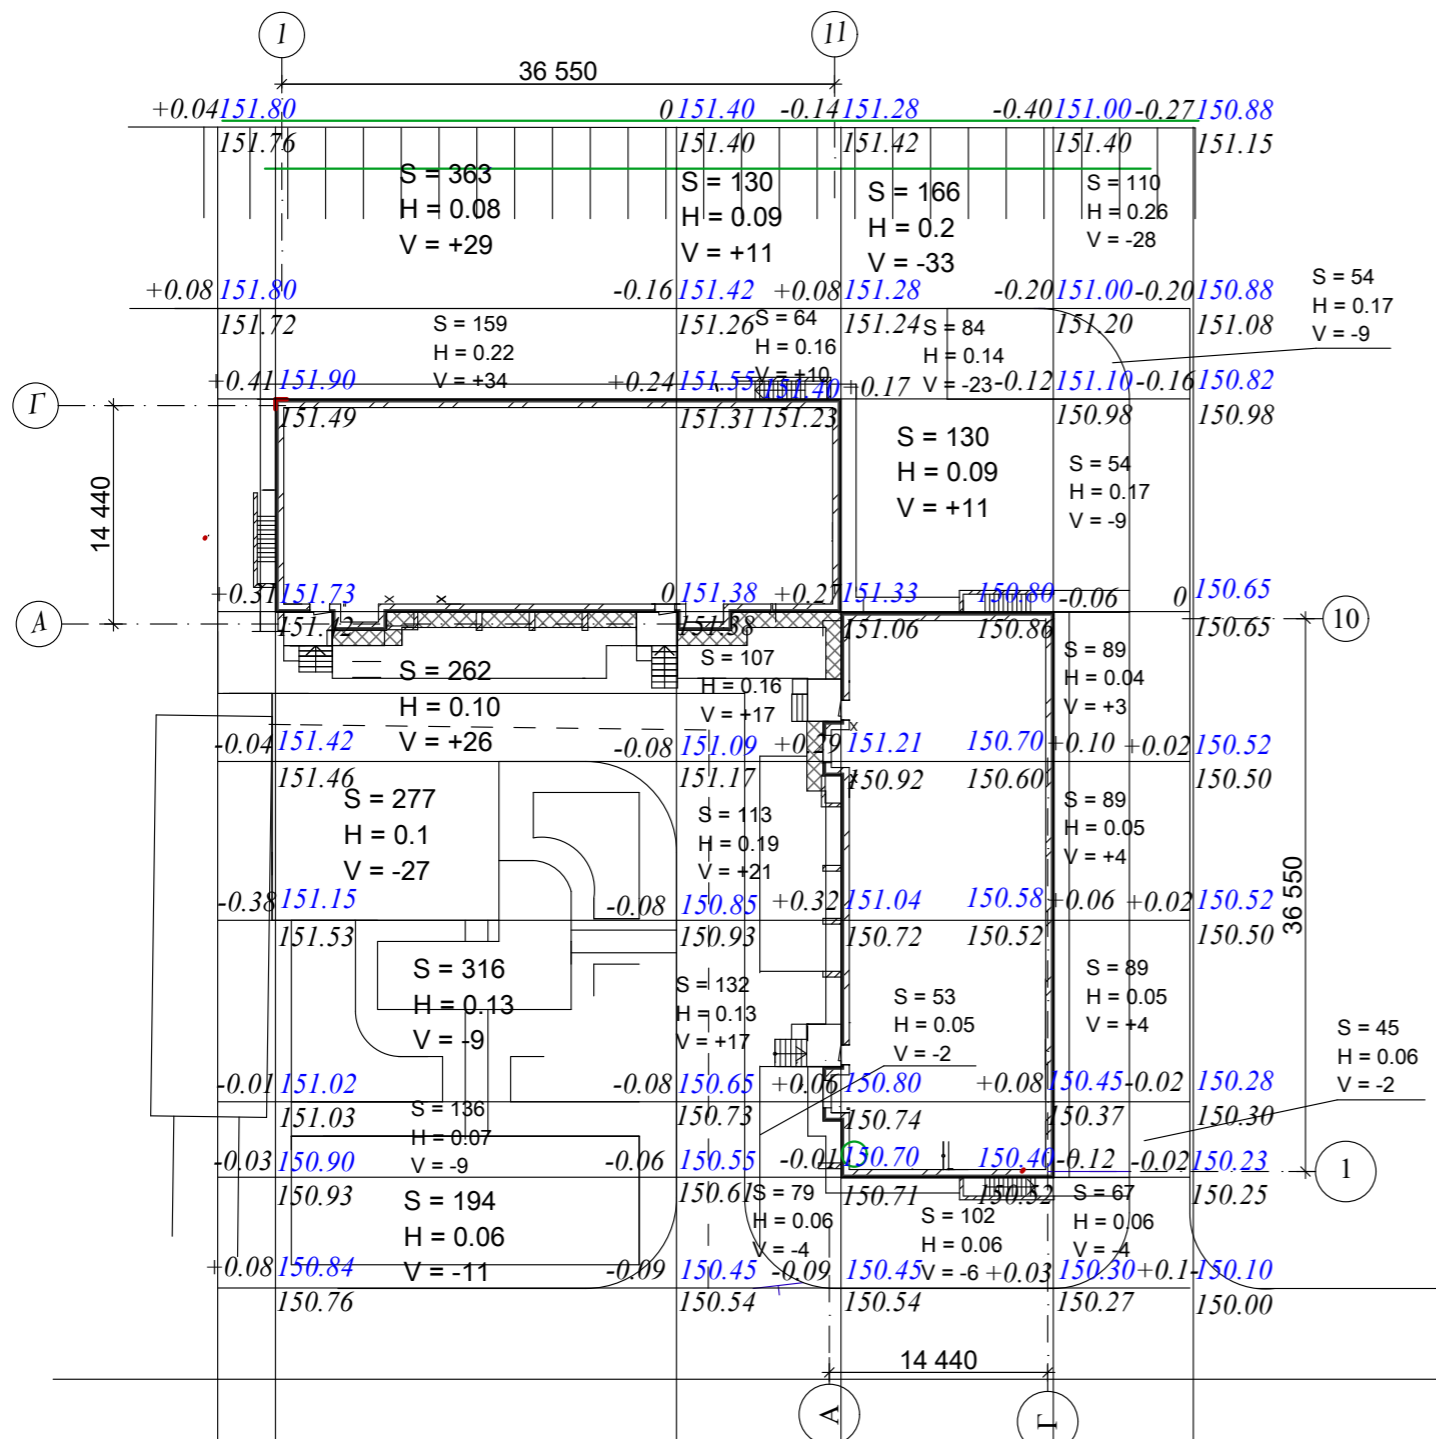 1
11
36 550
+0.04 151.80
0 151.40
-0.14 151.28
-0.40 151.00
-0.27 150.88
151.76
151.40
151.42
151.40
151.15
S = 363
H = 0.08
V = +29
S = 130
H = 0.09
V = +11
S = 166
H = 0.2
V = -33
S = 110
H = 0.26
V = -28
+0.08 151.80
-0.16 151.42
+0.08 151.28
-0.20 151.00
-0.20 150.88
151.72
151.26
151.24
151.20
151.08
S = 54
H = 0.17
V = -9
S = 159
H = 0.22
V = +34
S = 64
H = 0.16
V = +10
S = 84
H = 0.14
V = -23
+0.41 151.90
+0.24 151.55
151.40 +0.17
-0.12 151.10
-0.16 150.82
Г
151.49
151.31
151.23
150.98
150.98
14 440
S = 130
H = 0.09
V = +11
S = 54
H = 0.17
V = -9
+0.31 151.73
0 151.38
+0.27 151.33
150.80 -0.06
0 150.65
А
151.42
151.38
151.06
150.86
150.65
10
S = 262
H = 0.10
V = +26
S = 107
H = 0.16
V = +17
S = 89
H = 0.04
V = +3
-0.04 151.42
-0.08 151.09
+0.29 151.21
150.70 +0.10
+0.02 150.52
151.46
151.17
150.92
150.60
150.50
S = 277
H = 0.1
V = -27
S = 113
H = 0.19
V = +21
S = 89
H = 0.05
V = +4
36 550
-0.38 151.15
-0.08 150.85
+0.32 151.04
150.58 +0.06
+0.02 150.52
151.53
150.93
150.72
150.52
150.50
S = 316
H = 0.13
V = -9
S = 132
H = 0.13
V = +17
S = 53
H = 0.05
V = -2
S = 89
H = 0.05
V = +4
S = 45
H = 0.06
V = -2
-0.01 151.02
-0.08 150.65
+0.06 150.80
+0.08 150.45
-0.02 150.28
151.03
150.73
150.74
150.37
150.30
S = 136
H = 0.07
V = -9
-0.03 150.90
-0.06 150.55
-0.01 150.70
150.40 -0.12
-0.02 150.23
1
150.93
150.61
150.71
150.52
150.25
S = 194
H = 0.06
V = -11
S = 79
H = 0.06
V = -4
S = 102
H = 0.06
V = -6
S = 67
H = 0.06
V = -4
+0.08 150.84
-0.09 150.45
-0.09 150.45
+0.03 150.30
+0.1 150.10
150.76
150.54
150.54
150.27
150.00
14 440
А
Г